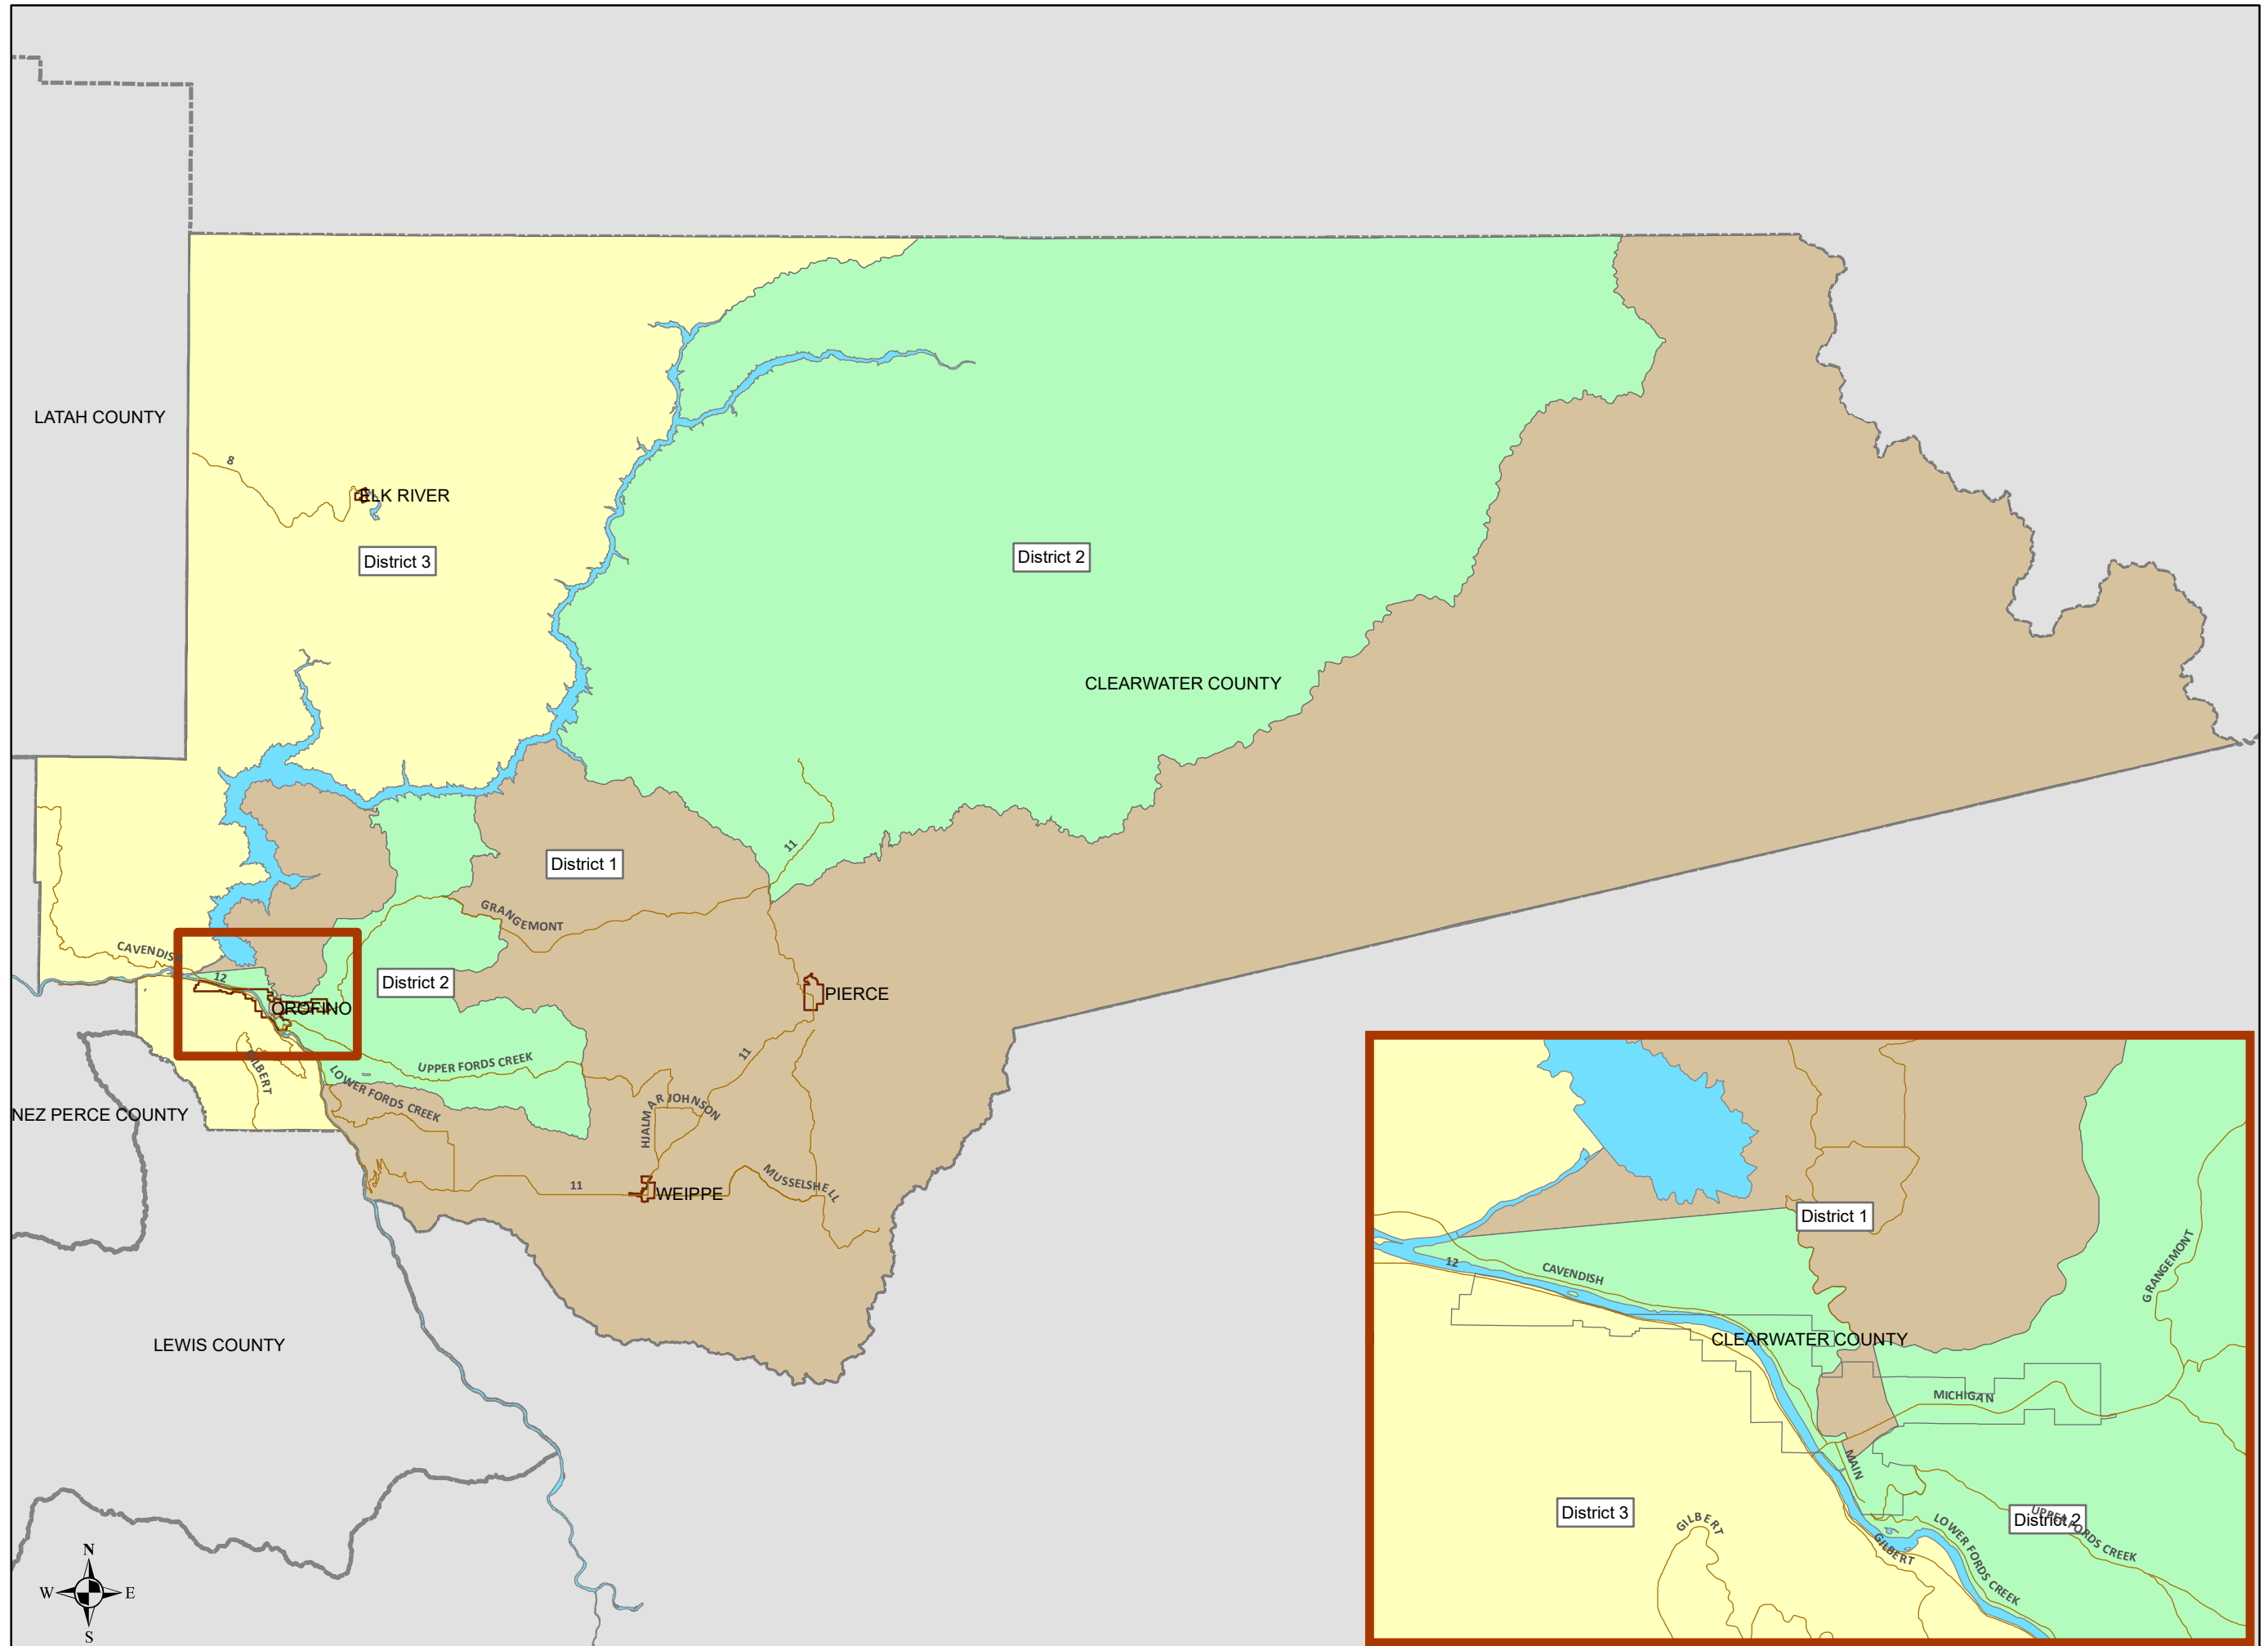 LATAH COUNTY
8
ELK RIVER
District 3
District 2
CLEARWATER COUNTY
11
District 1
GRANGEMONT
CAVENDISH
12
District 2
PIERCE
OROFINO
11
UPPER FORDS CREEK
GILBERT
LOWER FORDS CREEK
NEZ PERCE COUNTY
HJALMAR JOHNSON
11
WEIPPE
MUSSELSHELL
LEWIS COUNTY
N
W E
S
District 1
12
CAVENDISH
GRANGEMONT
CLEARWATER COUNTY
MICHIGAN
MAIN
District 3
GILBERT
GILBERT
LOWER FORDS CREEK
District 2
UPPER FORDS CREEK